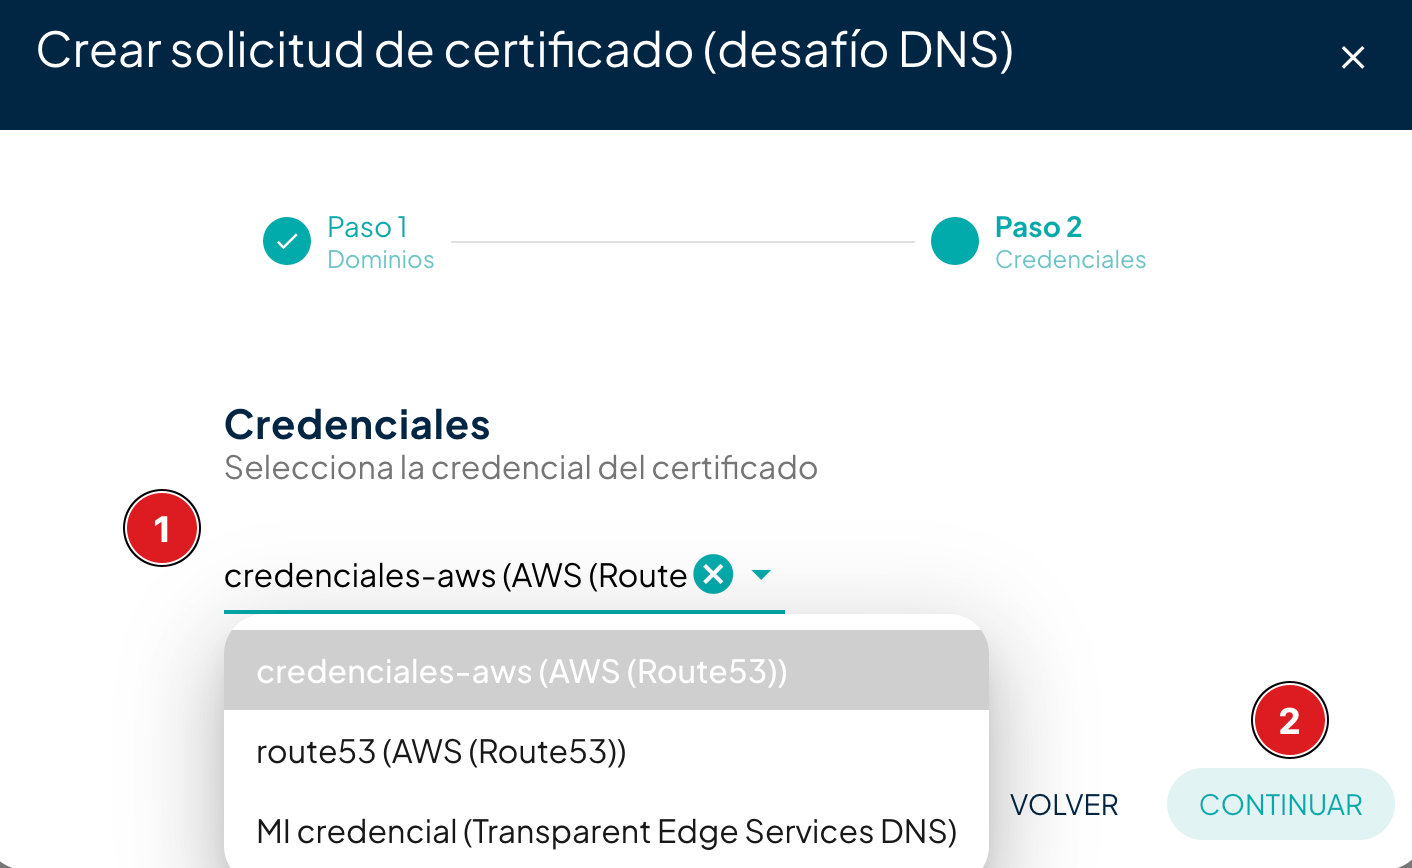 Crear solicitud de certificado (desafío DNS)
Paso 1
Dominios
Paso 2
Credenciales
Credenciales
Selecciona la credencial del certificado
1
credenciales-aws (AWS (Route
credenciales-aws (AWS (Route53))
route53 (AWS (Route53))
MI credencial (Transparent Edge Services DNS)
2
VOLVER
CONTINUAR